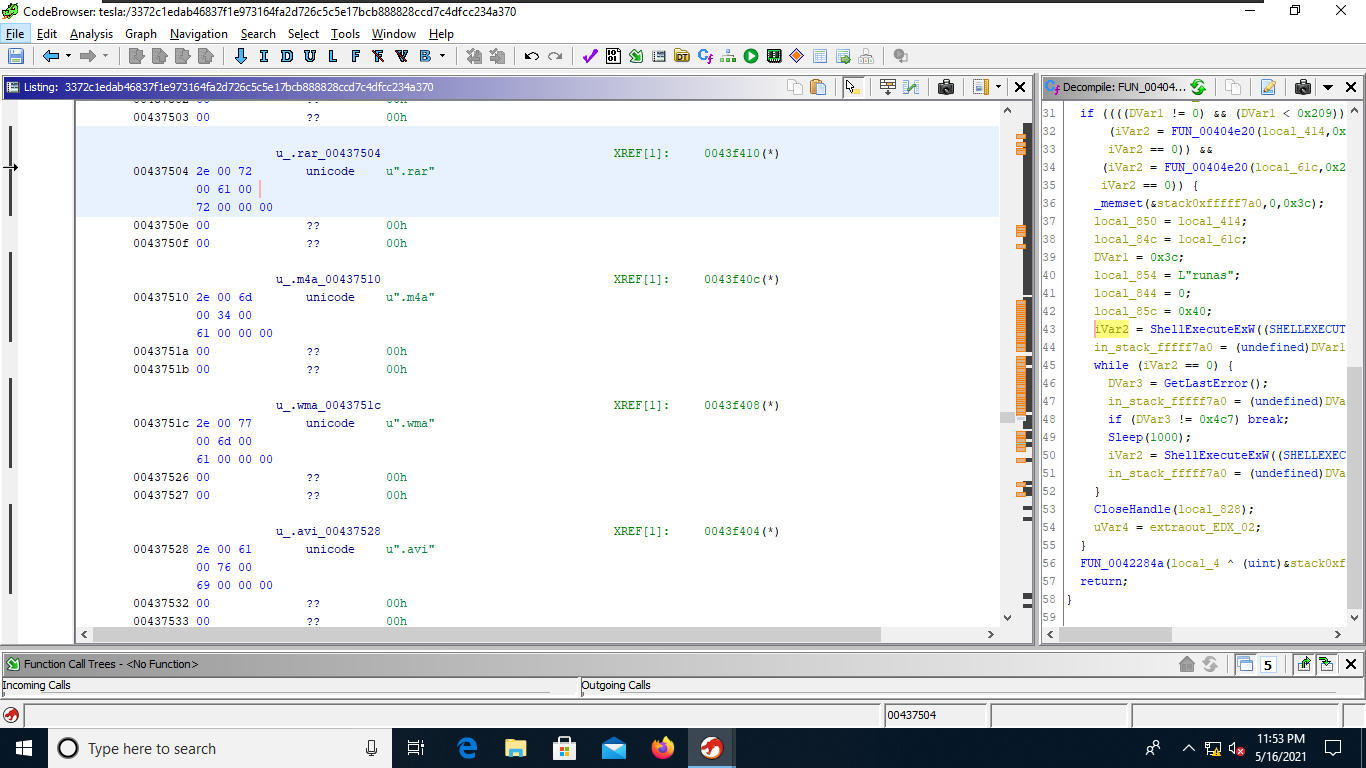 CodeBrowser: tesla:/3372c1edab46837f1e973164fa2d726c5c5e17bcb888828ccd7c4dfcc234a370
File Edit Analysis Graph Navigation Search Select Tools Window Help
I D U L F R V B
Listing: 3372c1edab46837f1e973164fa2d726c5c5e17bcb888828ccd7c4dfcc234a370
00437503 00 ?? 00h
u_.rar_00437504 XREF[1]: 0043f410(*)
00437504 2e 00 72 unicode u".rar"
00 61 00
72 00 00 00
0043750e 00 ?? 00h
0043750f 00 ?? 00h
u_.m4a_00437510 XREF[1]: 0043f40c(*)
00437510 2e 00 6d unicode u".m4a"
00 34 00
61 00 00 00
0043751a 00 ?? 00h
0043751b 00 ?? 00h
u_.wma_0043751c XREF[1]: 0043f408(*)
0043751c 2e 00 77 unicode u".wma"
00 6d 00
61 00 00 00
00437526 00 ?? 00h
00437527 00 ?? 00h
u_.avi_00437528 XREF[1]: 0043f404(*)
00437528 2e 00 61 unicode u".avi"
00 76 00
69 00 00 00
00437532 00 ?? 00h
00437533 00 ?? 00h
Decompile: FUN_00404...
31 if ((((DVar1 != 0) && (DVar1 < 0x209))
32 (iVar2 = FUN_00404e20(local_414,0x
33 iVar2 == 0)) &&
34 (iVar2 = FUN_00404e20(local_61c,0x2
35 iVar2 == 0)) {
36 _memset(&stack0xfffff7a0,0,0x3c);
37 local_850 = local_414;
38 local_84c = local_61c;
39 DVar1 = 0x3c;
40 local_854 = L"runas";
41 local_844 = 0;
42 local_85c = 0x40;
43 iVar2 = ShellExecuteExW((SHELLEXECUT
44 in_stack_fffff7a0 = (undefined)DVar1
45 while (iVar2 == 0) {
46 DVar3 = GetLastError();
47 in_stack_fffff7a0 = (undefined)DVa
48 if (DVar3 != 0x4c7) break;
49 Sleep(1000);
50 iVar2 = ShellExecuteExW((SHELLEXEC
51 in_stack_fffff7a0 = (undefined)DVa
52 }
53 CloseHandle(local_828);
54 uVar4 = extraout_EDX_02;
55 }
56 FUN_0042284a(local_4 ^ (uint)&stack0xf
57 return;
58 }
59
Function Call Trees - <No Function>
5
Incoming Calls Outgoing Calls
00437504
Type here to search
11:53 PM
5/16/2021